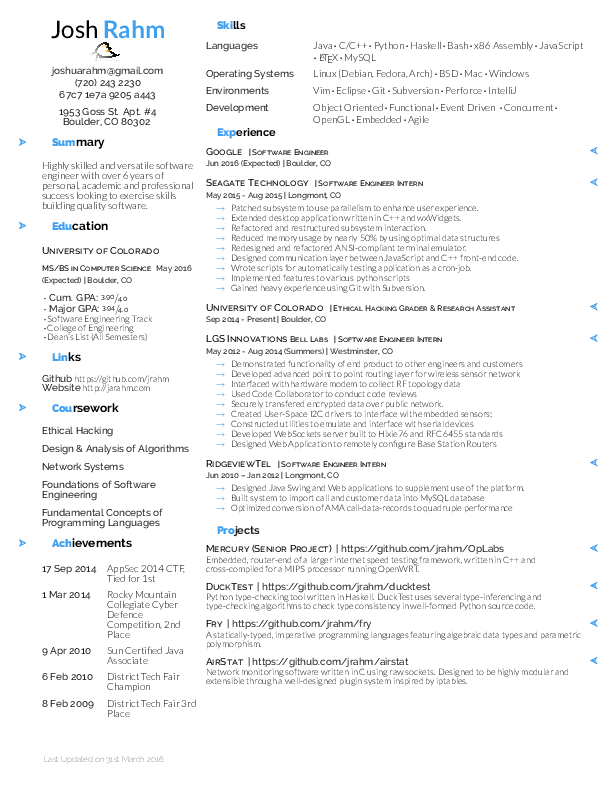 Josh Rahm
joshuarahm@gmail.com
(720) 243 2230
67c7 1e7a 9205 a443
1953 Goss St. Apt. #4
Boulder, CO 80302
Summary
Highly skilled and versatile software
engineer with over 6 years of
personal, academic and professional
success looking to exercise skills
building quality software.
Education
University of Colorado
MS/BS in Computer Science May 2016
(Expected) | Boulder, CO
• Cum. GPA: 3.90/4.0
• Major GPA: 3.94/4.0
• Software Engineering Track
• College of Engineering
• Dean's List (All Semesters)
Links
Github https://github.com/jrahm
Website http://jarahm.com
Coursework
Ethical Hacking
Design & Analysis of Algorithms
Network Systems
Foundations of Software
Engineering
Fundamental Concepts of
Programming Languages
Achievements
17 Sep 2014 AppSec 2014 CTF,
Tied for 1st
1 Mar 2014 Rocky Mountain
Collegiate Cyber
Defence
Competition, 2nd
Place
9 Apr 2010 Sun Certified Java
Associate
6 Feb 2010 District Tech Fair
Champion
8 Feb 2009 District Tech Fair 3rd
Place
Last Updated on 31st March 2016
Skills
Languages Java • C/C++ • Python • Haskell • Bash • x86 Assembly • JavaScript
• LaTeX • MySQL
Operating Systems Linux (Debian, Fedora, Arch) • BSD • Mac • Windows
Environments Vim • Eclipse • Git • Subversion • Perforce • IntelliJ
Development Object Oriented • Functional • Event Driven • Concurrent •
OpenGL • Embedded • Agile
Experience
Google | Software Engineer
Jun 2016 (Expected) | Boulder, CO
Seagate Technology | Software Engineer Intern
May 2015 – Aug 2015 | Longmont, CO
→ Patched subsystem to use parallelism to enhance user experience.
→ Extended desktop application written in C++ and wxWidgets.
→ Refactored and restructured subsystem interaction.
→ Reduced memory usage by nearly 50% by using optimal data structures
→ Redesigned and refactored ANSI-compliant terminal emulator.
→ Designed communication layer between JavaScript and C++ front-end code.
→ Wrote scripts for automatically testing application as a cron-job.
→ Implemented features to various python scripts
→ Gained heavy experience using Git with Subversion.
University of Colorado | Ethical Hacking Grader & Research Assistant
Sep 2014 - Present | Boulder, CO
LGS Innovations Bell Labs | Software Engineer Intern
May 2012 - Aug 2014 (Summers) | Westminster, CO
→ Demonstrated functionality of end product to other engineers and customers
→ Developed advanced point to point routing layer for wireless sensor network
→ Interfaced with hardware modem to collect RF topology data
→ Used Code Collaborator to conduct code reviews
→ Securely transfered encrypted data over public network.
→ Created User-Space I2C drivers to interface with embedded sensors;
→ Constructed utilities to emulate and interface with serial devices
→ Developed WebSockets server built to Hixie76 and RFC6455 standards
→ Designed Web Application to remotely configure Base Station Routers
RidgeviewTel | Software Engineer Intern
Jun 2010 – Jan 2012 | Longmont, CO
→ Designed Java Swing and Web applications to supplement use of the platform.
→ Built system to import call and customer data into MySQL database
→ Optimized conversion of AMA call-data-records to quadruple performance
Projects
Mercury (Senior Project) | https://github.com/jrahm/OpLabs
Embedded, router-end of a larger internet speed testing framework, written in C++ and
cross-compiled for a MIPS processor running OpenWRT.
DuckTest | https://github.com/jrahm/ducktest
Python type-checking tool written in Haskell. DuckTest uses several type-inferencing and
type-checking algorithms to check type consistency in well-formed Python source code.
Fry | https://github.com/jrahm/fry
A statically-typed, imperative programming languages featuring algebraic data types and parametric
polymorphism.
AirStat | https://github.com/jrahm/airstat
Network monitoring software written in C using raw sockets. Designed to be highly modular and
extensible through a well-designed plugin system inspired by iptables.